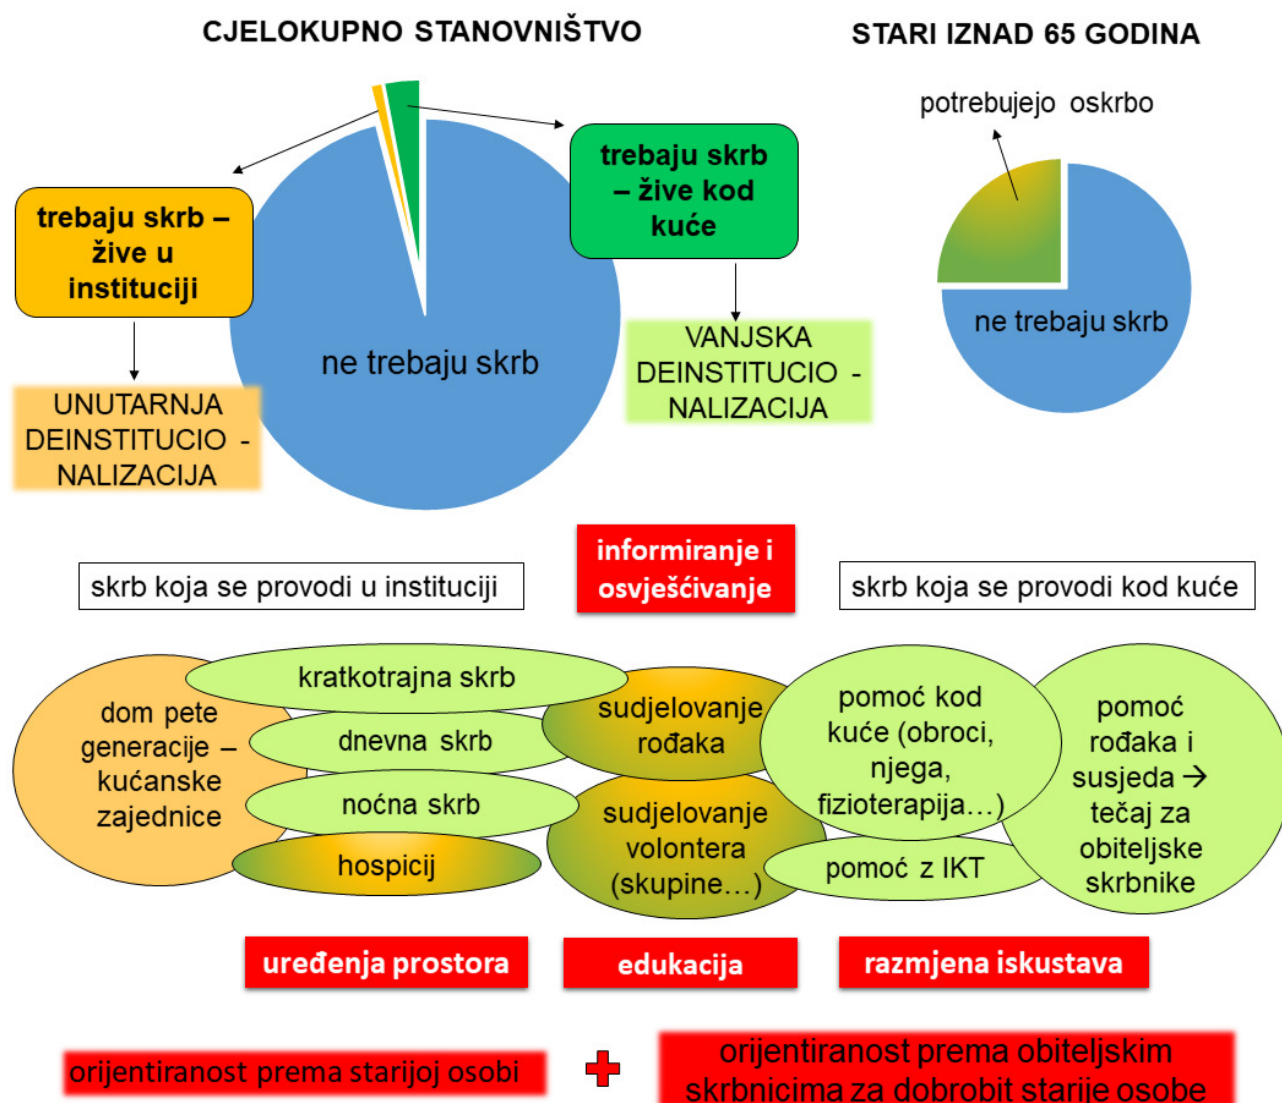 CJELOKUPNO STANOVNIŠTVO
STARI IZNAD 65 GODINA
potrebujejo oskrbo
trebaju skrb
– žive kod
kuće
trebaju skrb –
žive u
instituciji
ne trebaju skrb
ne trebaju skrb
VANJSKA
DEINSTITUCIO -
NALIZACIJA
UNUTARNJA
DEINSTITUCIO -
NALIZACIJA
informiranje i
osvješćivanje
skrb koja se provodi u instituciji
skrb koja se provodi kod kuće
dom pete
generacije –
kućanske
zajednice
kratkotrajna skrb
dnevna skrb
noćna skrb
hospicij
sudjelovanje
rođaka
sudjelovanje
volontera
(skupine…)
pomoć kod
kuće (obroci,
njega,
fizioterapija…)
pomoć z IKT
pomoć
rođaka i
susjeda →
tečaj za
obiteljske
skrbnike
uređenja prostora
edukacija
razmjena iskustava
orijentiranost prema starijoj osobi
orijentiranost prema obiteljskim
skrbnicima za dobrobit starije osobe